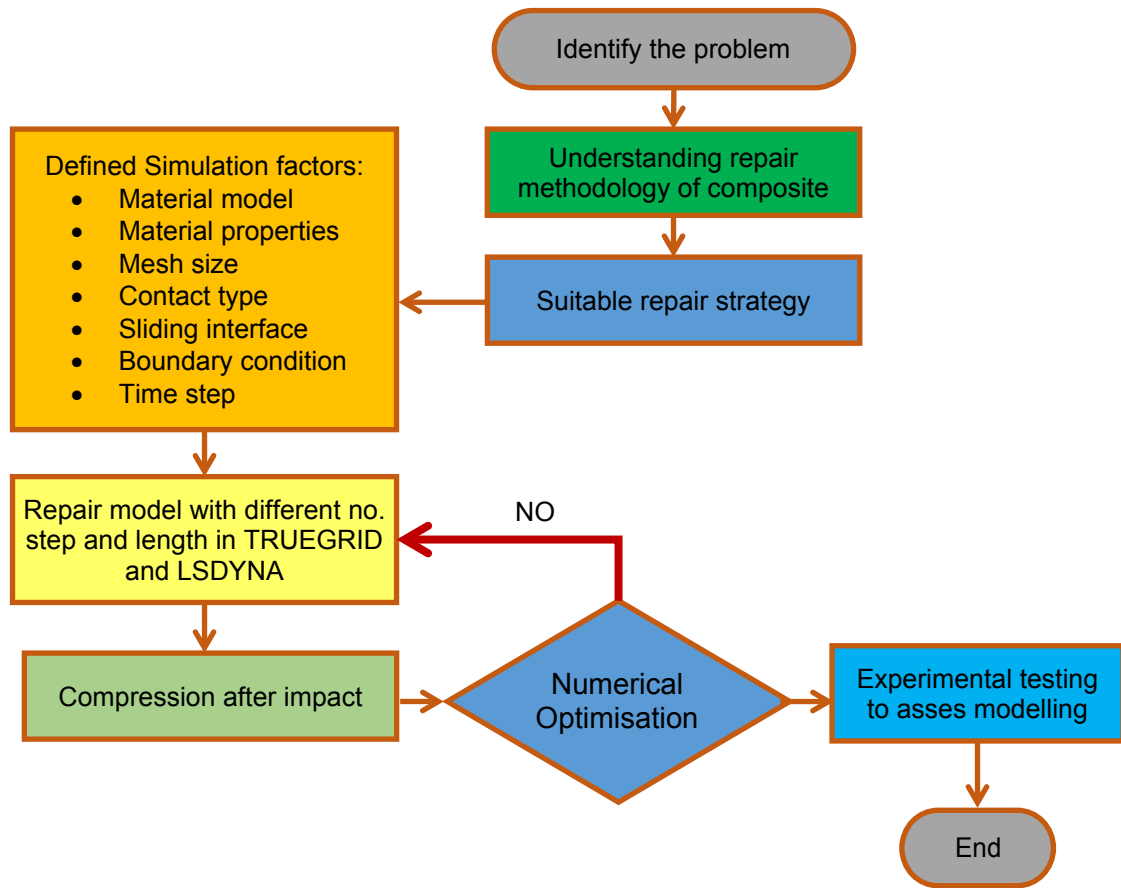 Identify the problem
Understanding repair
methodology of composite
Suitable repair strategy
Defined Simulation factors:
• Material model
• Material properties
• Mesh size
• Contact type
• Sliding interface
• Boundary condition
• Time step
Repair model with different no.
step and length in TRUEGRID
and LSDYNA
NO
Compression after impact
Numerical
Optimisation
Experimental testing
to asses modelling
End